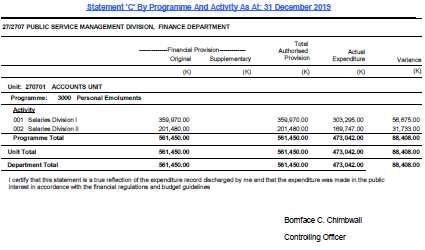 Statement 'C' By Programme And Activity As At: 31 December 2019
27/2707 PUBLIC SERVICE MANAGEMENT DIVISION, FINANCE DEPARTMENT
--------------Financial Provision-------------- Total
Original Supplementary Authorised Provision Actual Expenditure Variance
(K) (K) (K) (K) (K)
Unit: 270701 ACCOUNTS UNIT
Programme: 3000 Personal Emoluments
Activity
001 Salaries Division I 359,970.00 359,970.00 303,295.00 56,675.00
002 Salaries Division II 201,480.00 201,480.00 169,747.00 31,733.00
Programme Total 561,450.00 561,450.00 473,042.00 88,408.00
Unit Total 561,450.00 561,450.00 473,042.00 88,408.00
Department Total 561,450.00 561,450.00 473,042.00 88,408.00
I certify that this statement is a true reflection of the expenditure record discharged by me and that the expenditure was made in the public
interest in accordance with the financial regulations and budget guidelines
Bornface C. Chimbwali
Controlling Officer